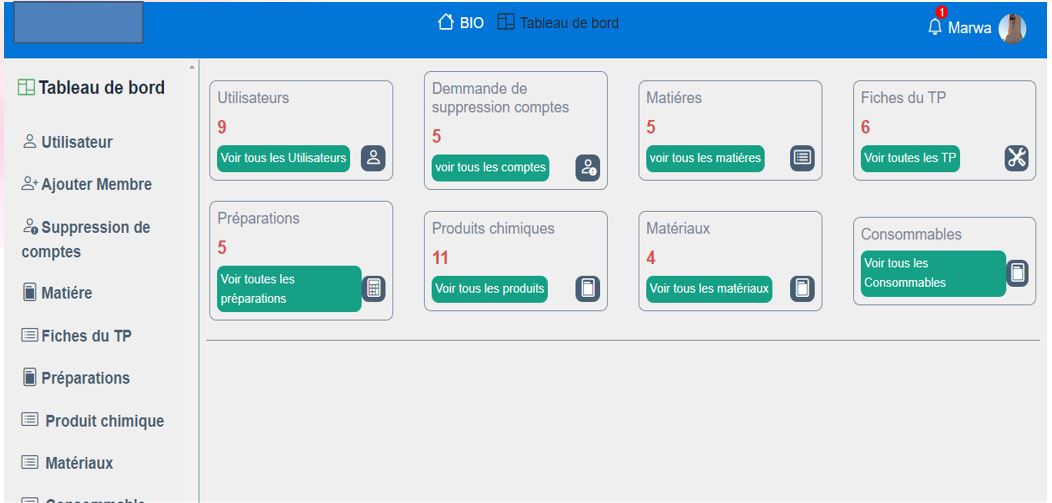 BIO Tableau de bord
1
Marwa
Tableau de bord
Utilisateur
Ajouter Membre
Suppression de
comptes
Matiére
Fiches du TP
Préparations
Produit chimique
Matériaux
Consommable
Utilisateurs
9
Voir tous les Utilisateurs
Demmande de
suppression comptes
5
voir tous les comptes
Matiéres
5
voir tous les matiéres
Fiches du TP
6
Voir toutes les TP
Préparations
5
Voir toutes les
préparations
Produits chimiques
11
Voir tous les produits
Matériaux
4
Voir tous les matériaux
Consommables
Voir tous les
Consommables